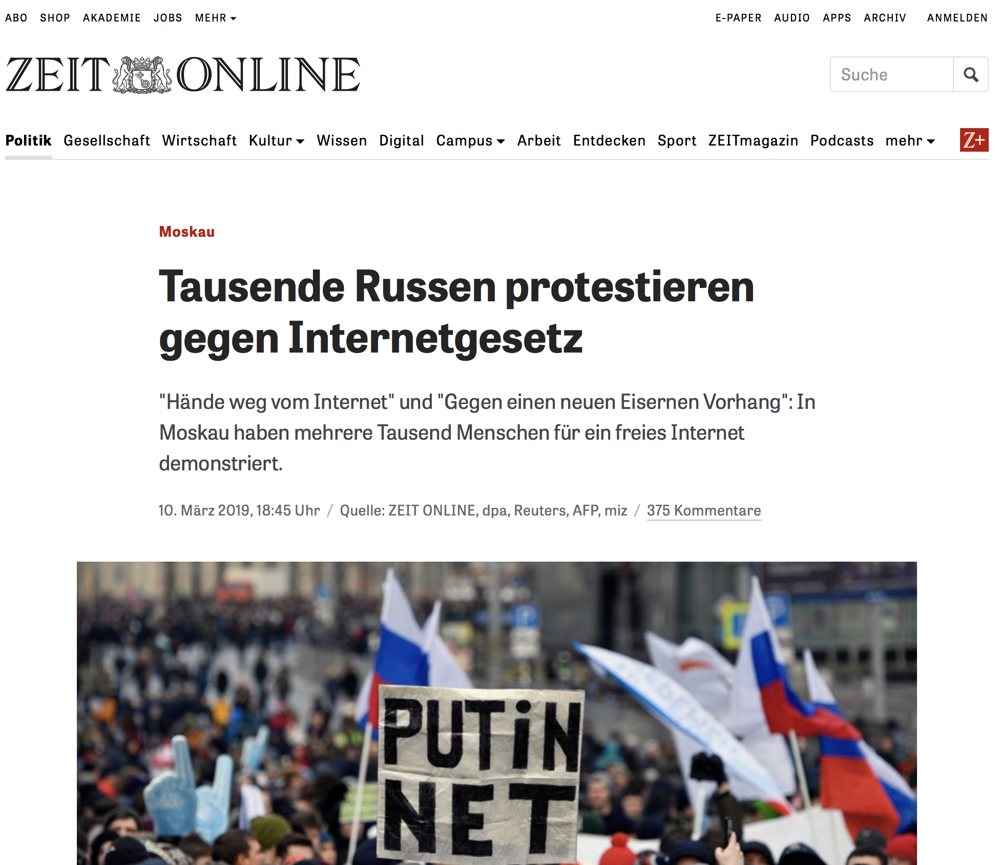 ABO SHOP AKADEMIE JOBS MEHR
E-PAPER AUDIO APPS ARCHIV ANMELDEN
ZEIT ONLINE
Suche
Politik Gesellschaft Wirtschaft Kultur Wissen Digital Campus Arbeit Entdecken Sport ZEITmagazin Podcasts mehr Z+
Moskau
Tausende Russen protestieren
gegen Internetgesetz
"Hände weg vom Internet" und "Gegen einen neuen Eisernen Vorhang": In
Moskau haben mehrere Tausend Menschen für ein freies Internet
demonstriert.
10. März 2019, 18:45 Uhr / Quelle: ZEIT ONLINE, dpa, Reuters, AFP, miz / 375 Kommentare
P
P
PUTiN
NET